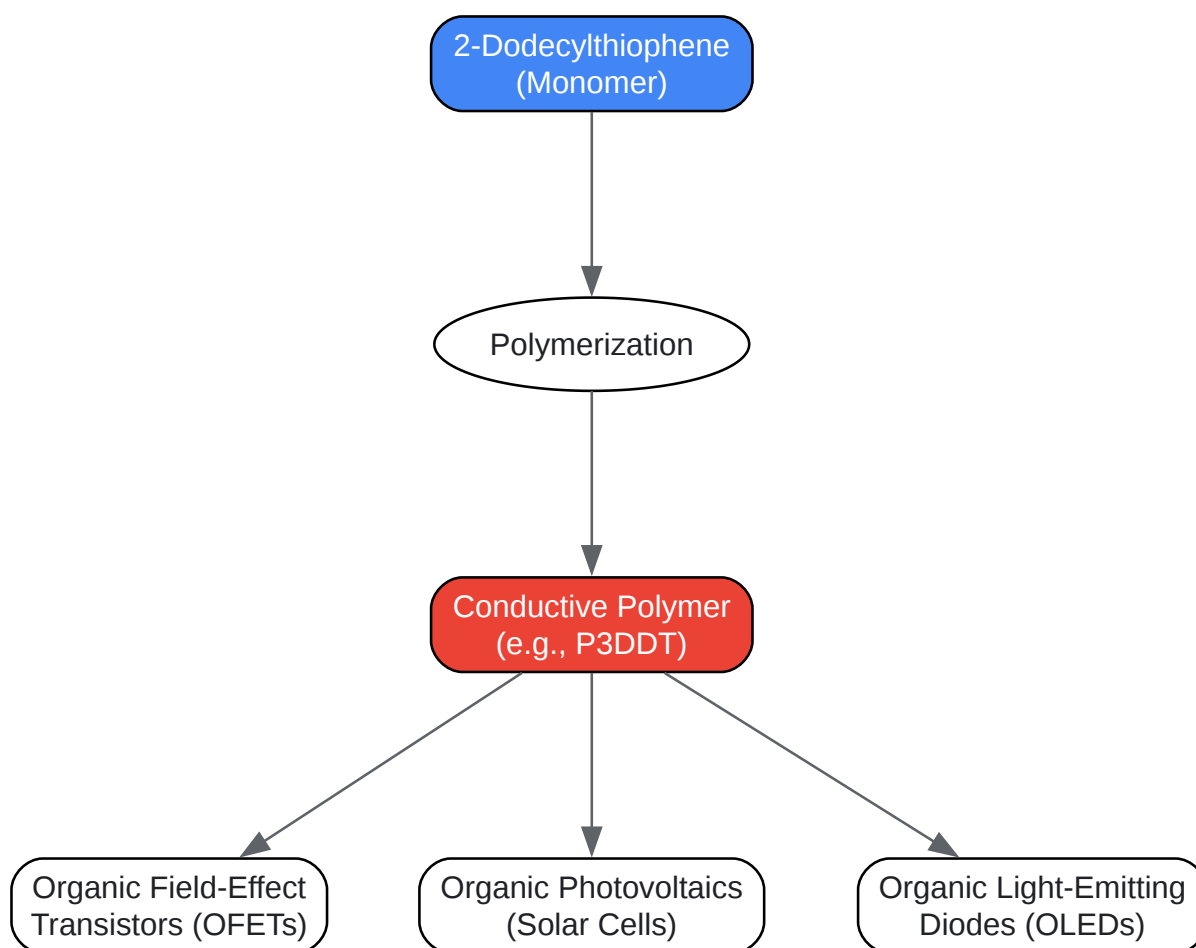 2-Dodecylthiophene
(Monomer)
Polymerization
Conductive Polymer
(e.g., P3DDT)
Organic Field-Effect
Transistors (OFETs)
Organic Photovoltaics
(Solar Cells)
Organic Light-Emitting
Diodes (OLEDs)